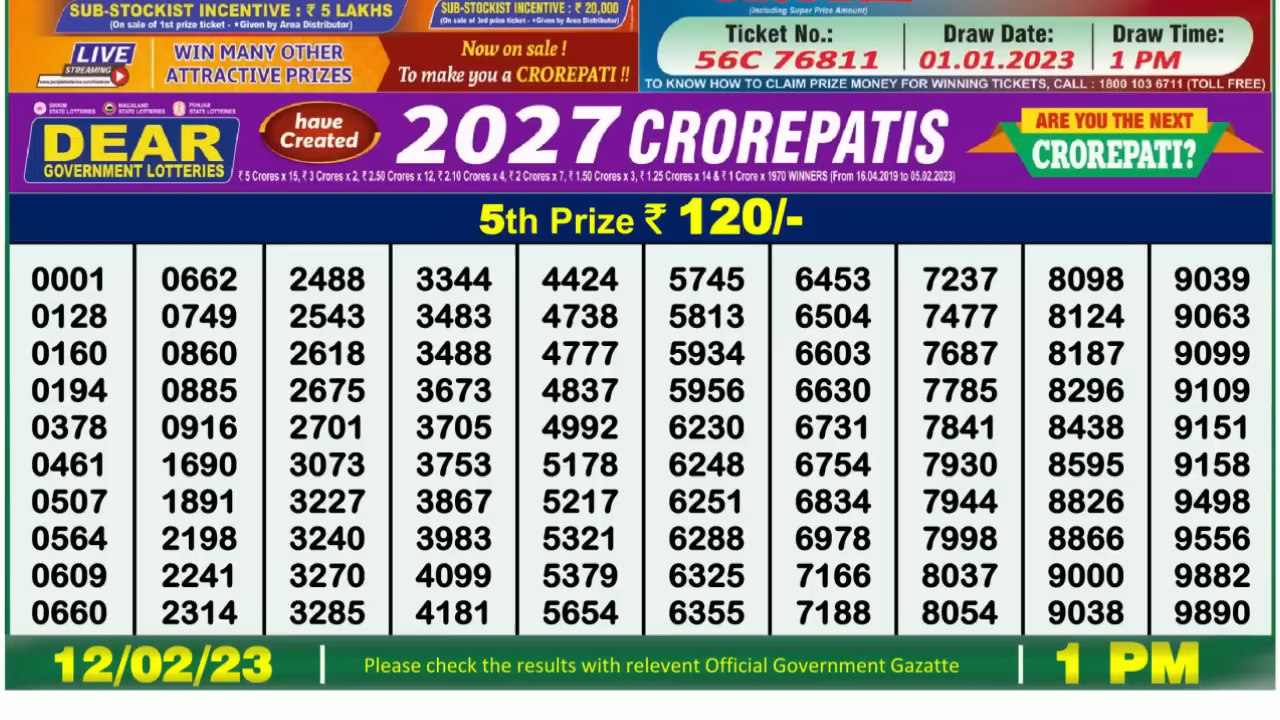 SUB-STOCKIST INCENTIVE : ₹ 5 LAKHS
(On sale of 1st prize ticket - *Given by Area Distributor)
SUB-STOCKIST INCENTIVE : ₹ 20,000
(On sale of 3rd prize ticket - *Given by Area Distributor)
LIVE
STREAMING
WIN MANY OTHER
ATTRACTIVE PRIZES
Now on sale !
To make you a CROREPATI !!
(Including Super Prize Amount)
Ticket No.: Draw Date: Draw Time:
56C 76811 01.01.2023 1 PM
TO KNOW HOW TO CLAIM PRIZE MONEY FOR WINNING TICKETS, CALL : 1800 103 6711 (TOLL FREE)
SIKKIM STATE LOTTERIES NAGALAND STATE LOTTERIES PUNJAB STATE LOTTERIES
DEAR
GOVERNMENT LOTTERIES
have
Created
2027 CROREPATIS
₹ 5 Crores x 15, ₹ 3 Crores x 2, ₹ 2.50 Crores x 12, ₹ 2.10 Crores x 4, ₹ 2 Crores x 7, ₹ 1.50 Crores x 3, ₹ 1.25 Crores x 14 & ₹ 1 Crore x 1970 WINNERS (From 16.04.2019 to 05.02.2023)
ARE YOU THE NEXT
CROREPATI?
5th Prize ₹ 120/-
0001 0662 2488 3344 4424 5745 6453 7237 8098 9039
0128 0749 2543 3483 4738 5813 6504 7477 8124 9063
0160 0860 2618 3488 4777 5934 6603 7687 8187 9099
0194 0885 2675 3673 4837 5956 6630 7785 8296 9109
0378 0916 2701 3705 4992 6230 6731 7841 8438 9151
0461 1690 3073 3753 5178 6248 6754 7930 8595 9158
0507 1891 3227 3867 5217 6251 6834 7944 8826 9498
0564 2198 3240 3983 5321 6288 6978 7998 8866 9556
0609 2241 3270 4099 5379 6325 7166 8037 9000 9882
0660 2314 3285 4181 5654 6355 7188 8054 9038 9890
12/02/23 | Please check the results with relevent Official Government Gazatte | 1 PM